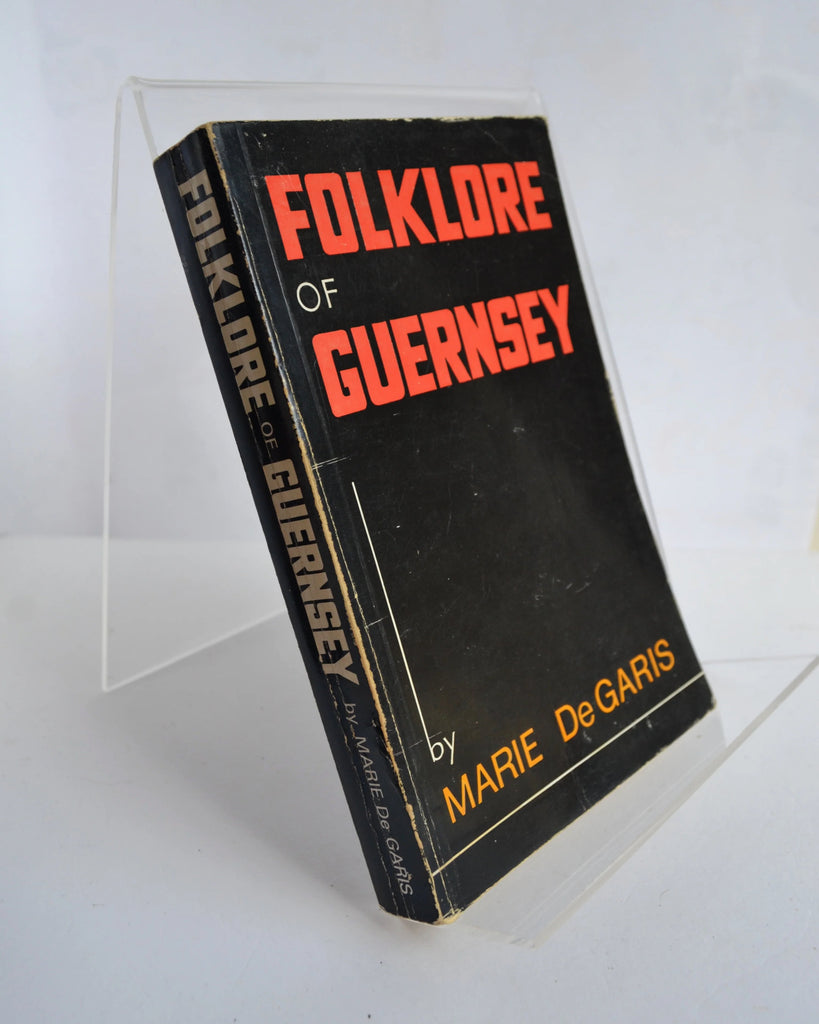 FOLKLORE
OF
GUERNSEY
by
MARIE De GARIS
FOLKLORE OF GUERNSEY by MARIE De GARIS